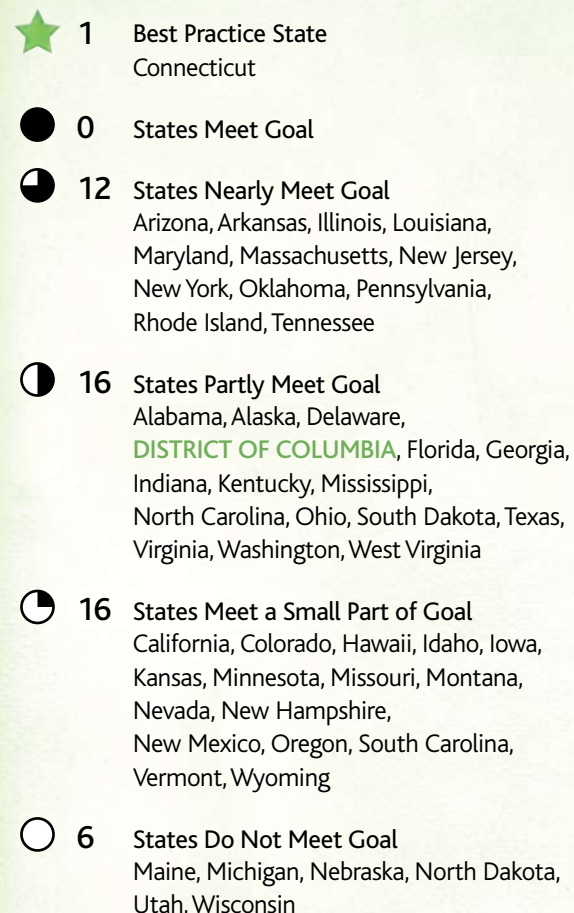 1 Best Practice State
Connecticut
0 States Meet Goal
12 States Nearly Meet Goal
Arizona, Arkansas, Illinois, Louisiana,
Maryland, Massachusetts, New Jersey,
New York, Oklahoma, Pennsylvania,
Rhode Island, Tennessee
16 States Partly Meet Goal
Alabama, Alaska, Delaware,
DISTRICT OF COLUMBIA, Florida, Georgia,
Indiana, Kentucky, Mississippi,
North Carolina, Ohio, South Dakota, Texas,
Virginia, Washington, West Virginia
16 States Meet a Small Part of Goal
California, Colorado, Hawaii, Idaho, Iowa,
Kansas, Minnesota, Missouri, Montana,
Nevada, New Hampshire,
New Mexico, Oregon, South Carolina,
Vermont, Wyoming
6 States Do Not Meet Goal
Maine, Michigan, Nebraska, North Dakota,
Utah, Wisconsin